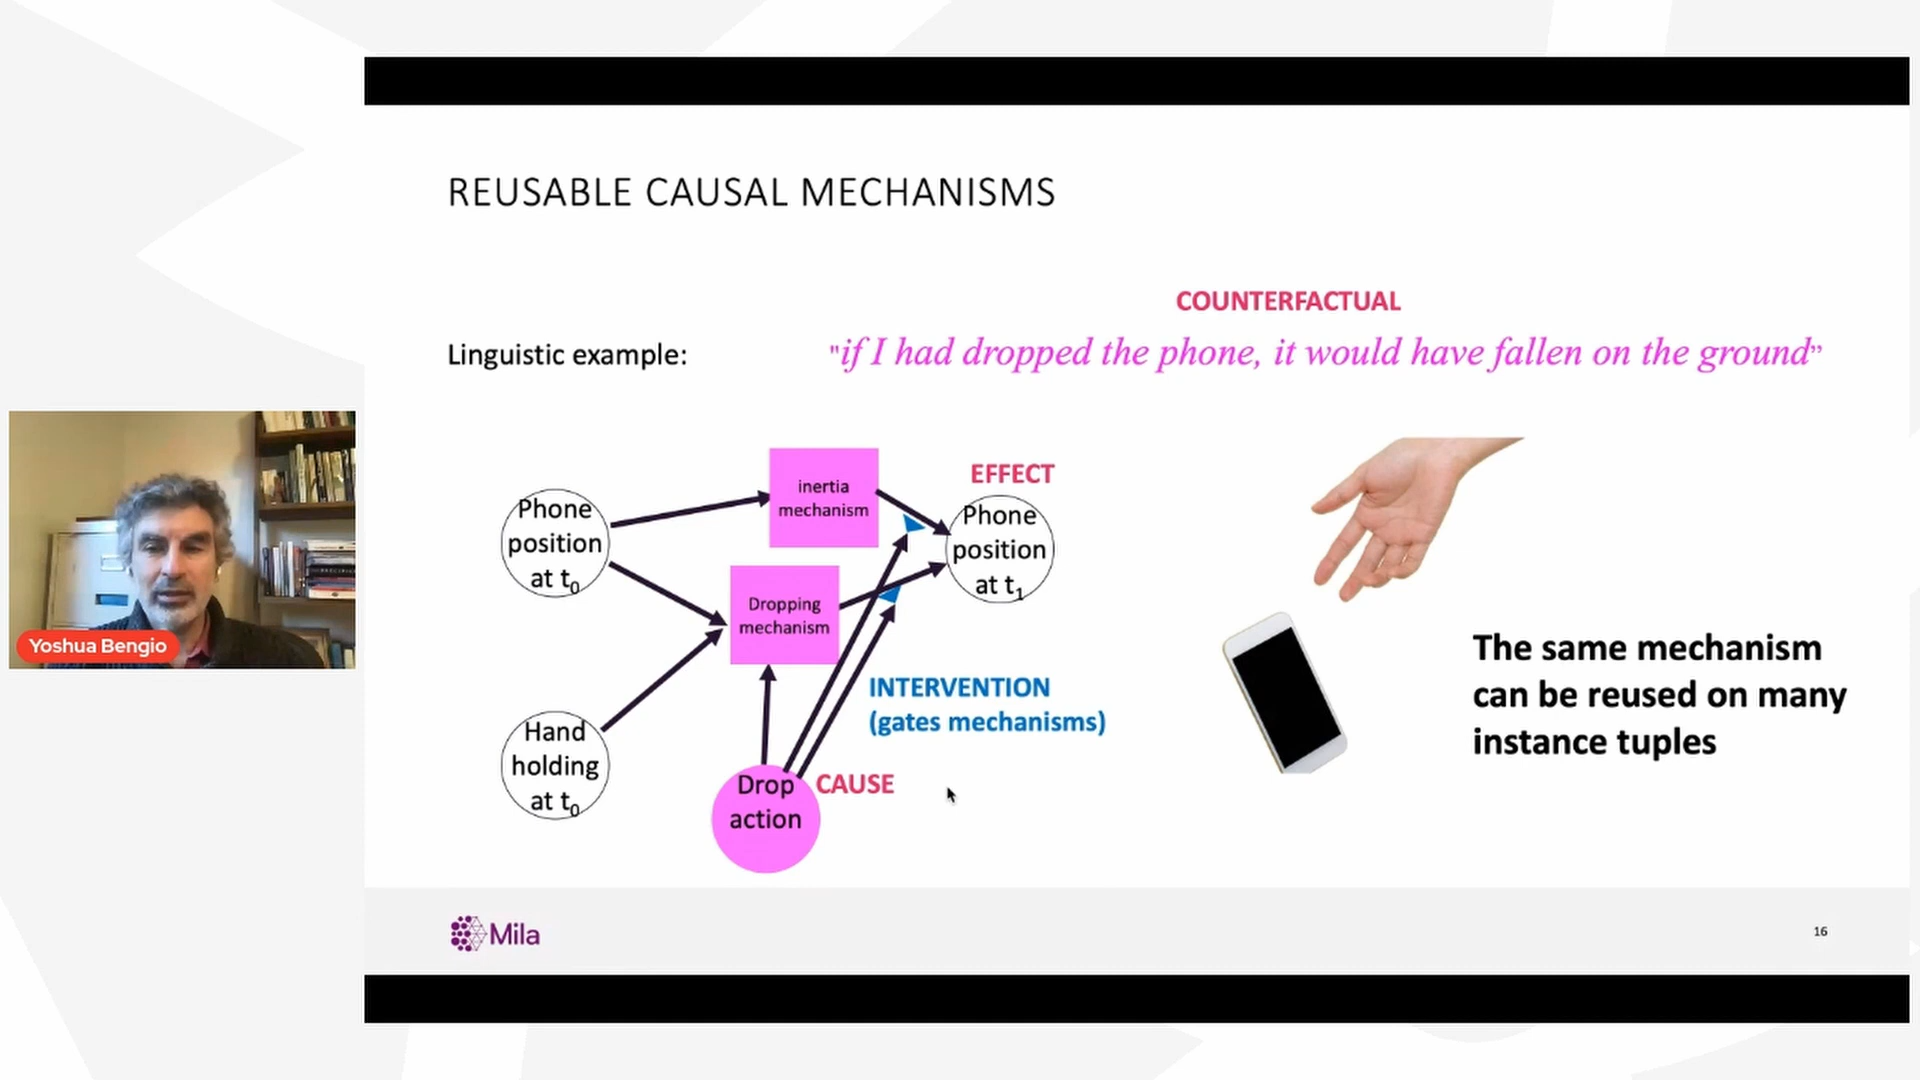 REUSABLE CAUSAL MECHANISMS
COUNTERFACTUAL
Linguistic example:
"if I had dropped the phone, it would have fallen on the ground”
Phone
position
at t₀
inertia
mechanism
EFFECT
Phone
position
at t₁
Dropping
mechanism
Hand
holding
at t₀
INTERVENTION
(gates mechanisms)
Drop
action
CAUSE
The same mechanism
can be reused on many
instance tuples
Yoshua Bengio
Mila
16